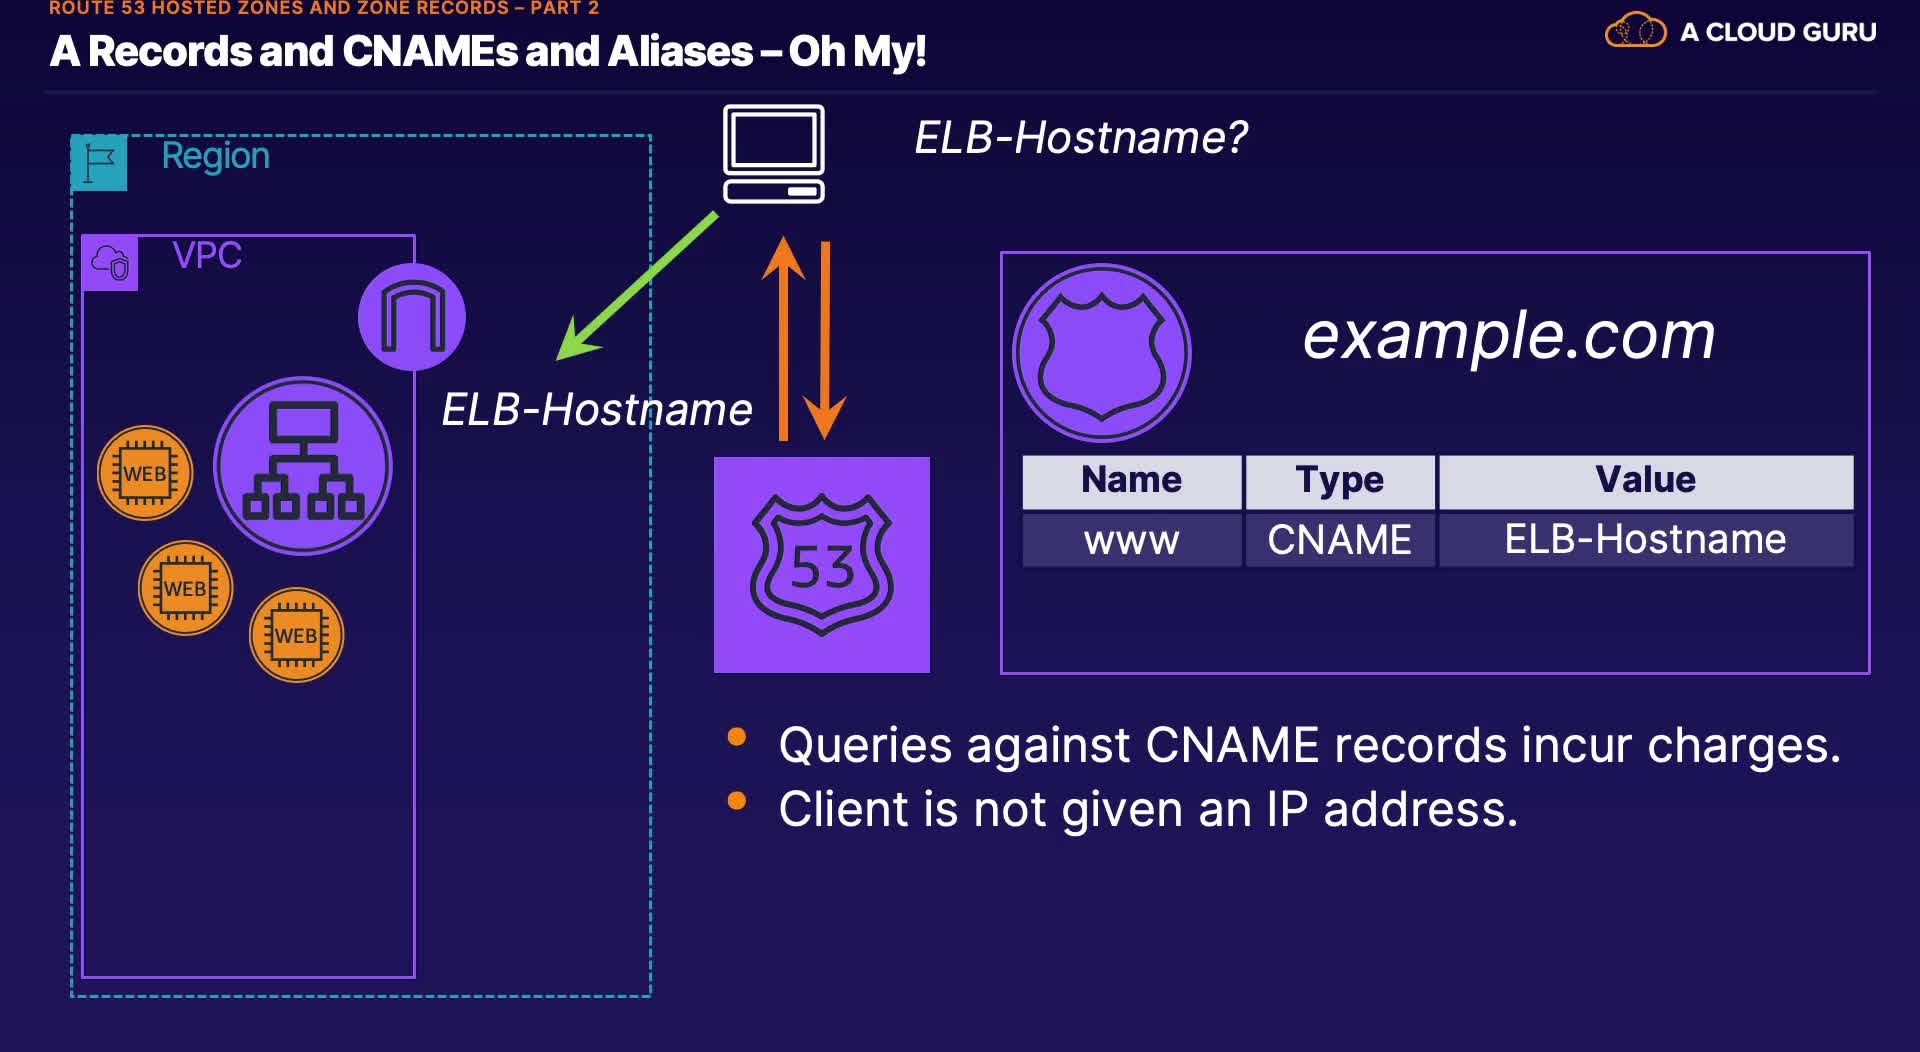 ROUTE 53 HOSTED ZONES AND ZONE RECORDS – PART 2
A Records and CNAMEs and Aliases – Oh My!
A CLOUD GURU
Region
ELB-Hostname?
VPC
example.com
ELB-Hostname
Name Type Value
www CNAME ELB-Hostname
WEB
WEB
WEB
53
• Queries against CNAME records incur charges.
• Client is not given an IP address.